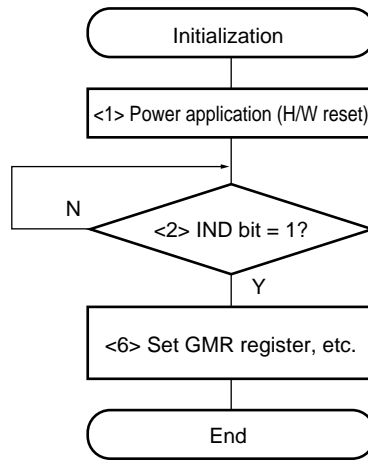 Initialization
<1> Power application (H/W reset)
N
<2> IND bit = 1?
Y
<6> Set GMR register, etc.
End